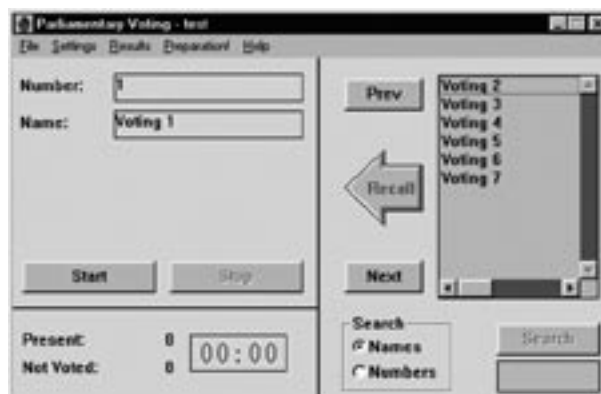 Parliamentary Voting - test
File Settings Results Preparation! Help
Number: 1
Name: Voting 1
Start Stop
Present: 0
Not Voted: 0
00:00
Prev
Recall
Next
Voting 2
Voting 3
Voting 4
Voting 5
Voting 6
Voting 7
Search
Names
Numbers
Search